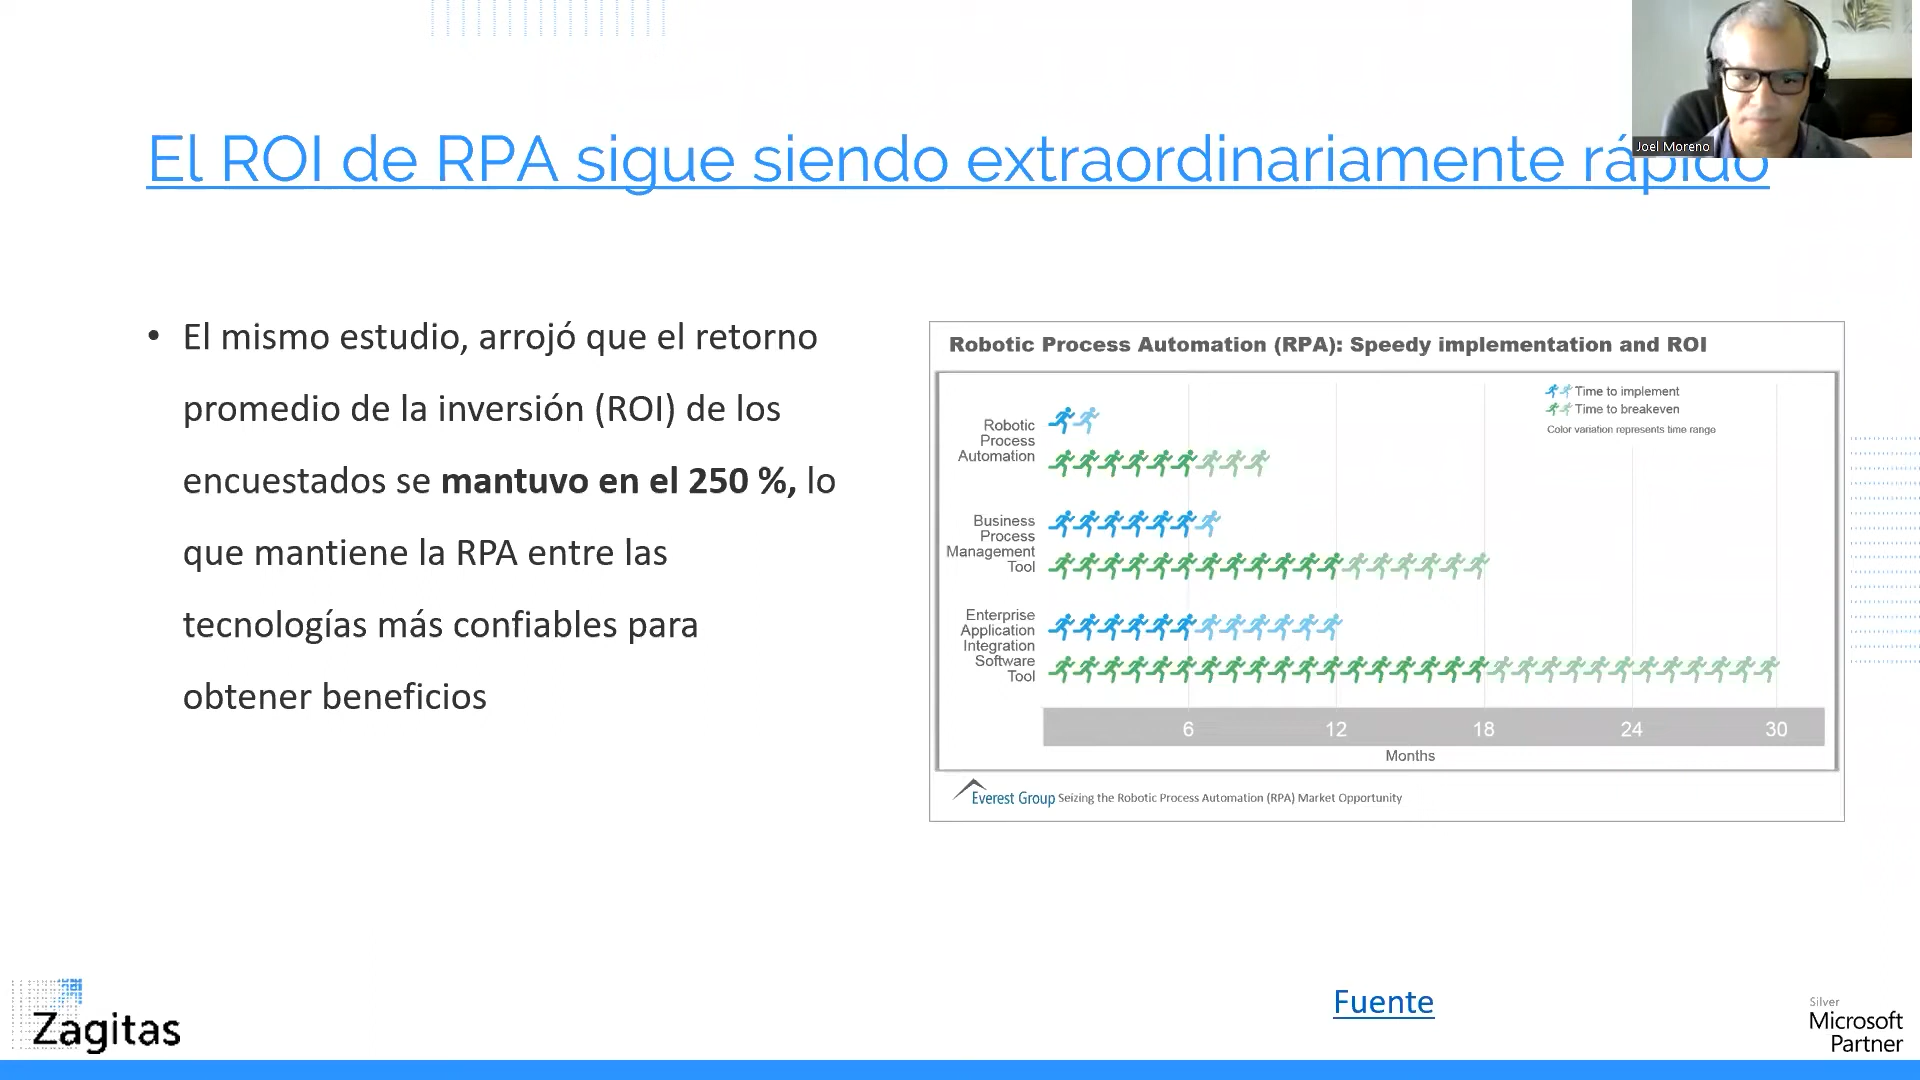 Joel Moreno
El ROI de RPA sigue siendo extraordinariamente rápido
• El mismo estudio, arrojó que el retorno
promedio de la inversión (ROI) de los
encuestados se mantuvo en el 250 %, lo
que mantiene la RPA entre las
tecnologías más confiables para
obtener beneficios
Robotic Process Automation (RPA): Speedy implementation and ROI
Time to implement
Time to breakeven
Color variation represents time range
Robotic
Process
Automation
Business
Process
Management
Tool
Enterprise
Application
Integration
Software
Tool
6 12 18 24 30
Months
Everest Group Seizing the Robotic Process Automation (RPA) Market Opportunity
Fuente
Zagitas
Silver
Microsoft
Partner